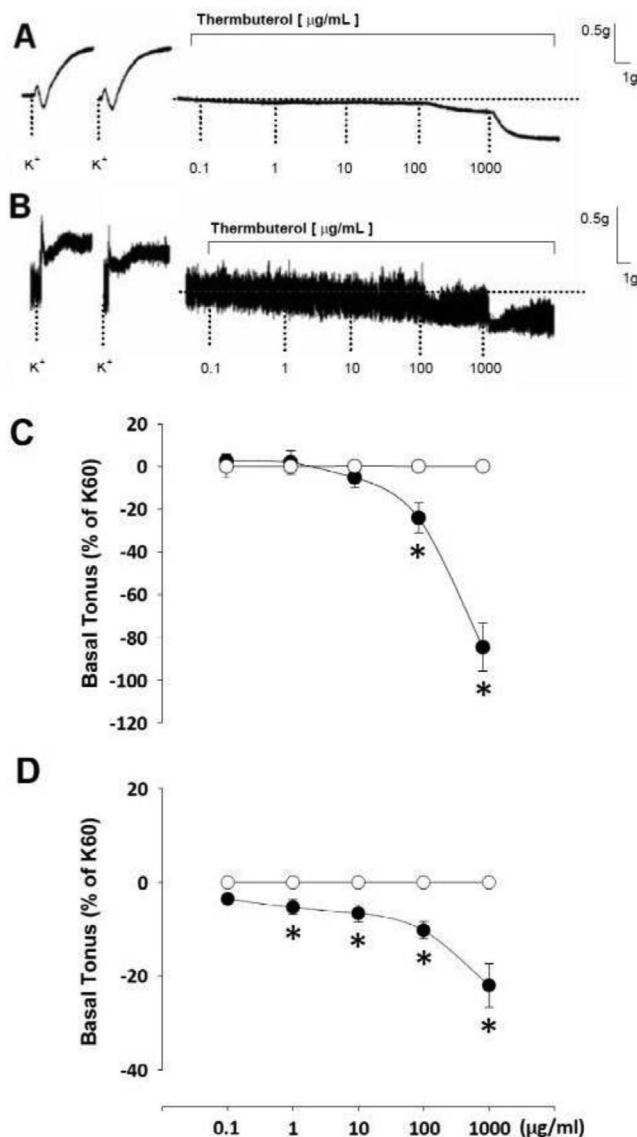 A
Thermbuterol [ μg/mL ]
0.5g
1g
K+ K+ 0.1 1 10 100 1000
B
Thermbuterol [ μg/mL ]
0.5g
1g
K+ K+ 0.1 1 10 100 1000
C
20
0
-20
-40
-60
-80
-100
-120
Basal Tonus (% of K60)
*
*
D
20
0
-20
-40
Basal Tonus (% of K60)
* * * *
0.1 1 10 100 1000 (μg/ml)